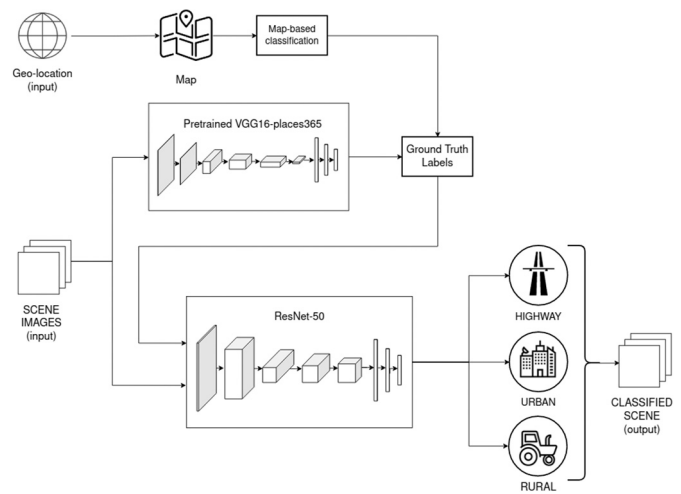 Geo-location
(input)
Map
Map-based
classification
Pretrained VGG16-places365
Ground Truth
Labels
SCENE
IMAGES
(input)
ResNet-50
HIGHWAY
URBAN
RURAL
CLASSIFIED
SCENE
(output)